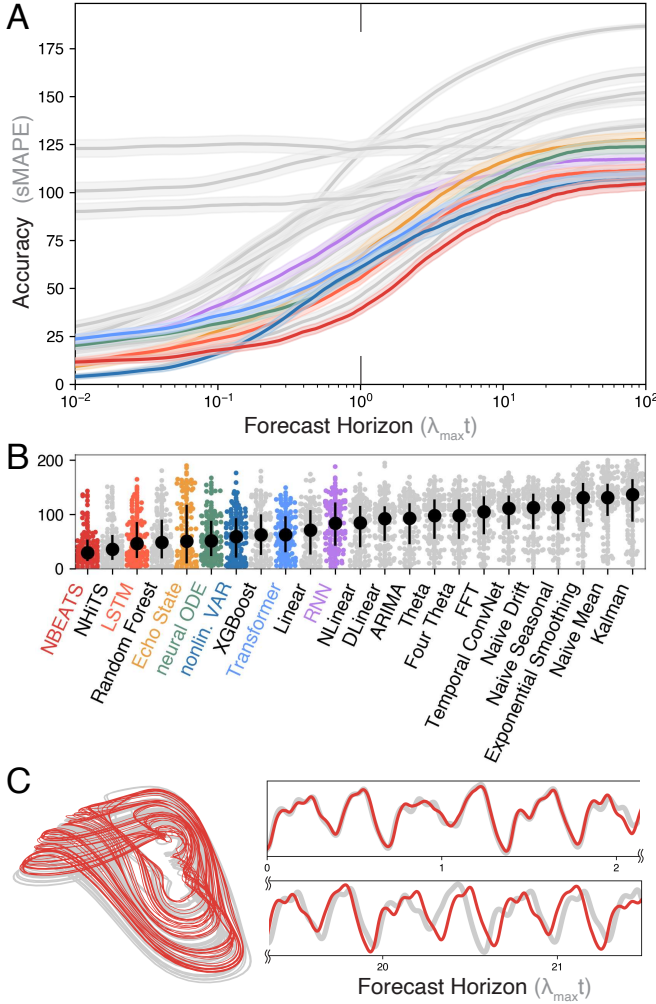 A
Accuracy (sMAPE)
175
150
125
100
75
50
25
0
10⁻² 10⁻¹ 10⁰ 10¹ 10²
Forecast Horizon (λmaxt)
B
200
100
0
NBEATS
NHiTS
LSTM
Random Forest
Echo State
neural ODE
nonlin. VAR
XGBoost
Transformer
Linear
RNN
NLinear
DLinear
ARIMA
Theta
Four Theta
FFT
Temporal ConvNet
Naive Drift
Naive Seasonal
Exponential Smoothing
Naive Mean
Kalman
C
0 1 2
20 21
Forecast Horizon (λmaxt)